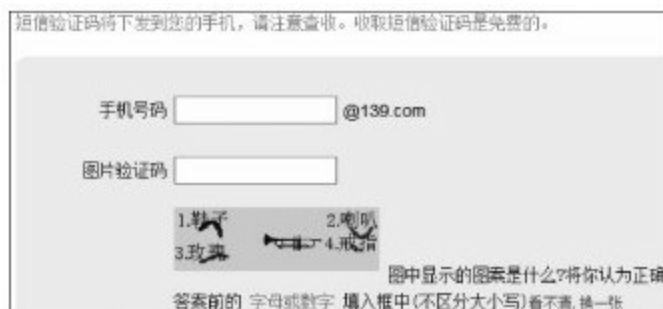 短信验证码将下发到您的手机，请注意查收。收取短信验证码是免费的。
手机号码 @139.com
图片验证码
1.鞋子 2.喇叭
3.玫瑰 4.戒指
图中显示的图案是什么?将你认为正确
答案前的 字母或数字 填入框中(不区分大小写)看不清,换一张